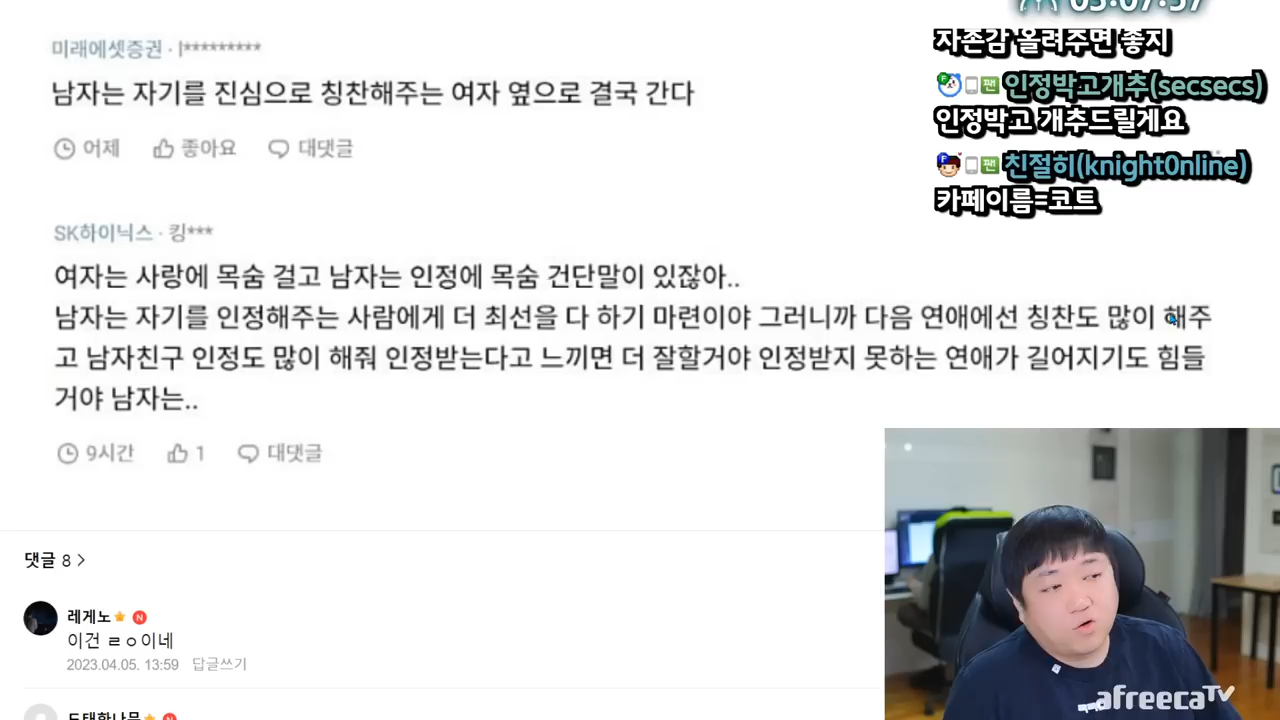 미래에셋증권 · I*********
남자는 자기를 진심으로 칭찬해주는 여자 옆으로 결국 간다
어제 좋아요 대댓글
SK하이닉스 · 킹***
여자는 사랑에 목숨 걸고 남자는 인정에 목숨 건단말이 있잖아..
남자는 자기를 인정해주는 사람에게 더 최선을 다 하기 마련이야 그러니까 다음 연애에선 칭찬도 많이 해주
고 남자친구 인정도 많이 해줘 인정받는다고 느끼면 더 잘할거야 인정받지 못하는 연애가 길어지기도 힘들
거야 남자는..
9시간 1 대댓글
댓글 8 >
레게노 N
이건 ㄹㅇ이네
2023.04.05. 13:59 답글쓰기
자존감 올려주면 좋지
F 팬 인정박고개추(secsecs)
인정박고 개추드릴게요
F 팬 친절히(knight0nline)
카페이름=코트
afreecaTV